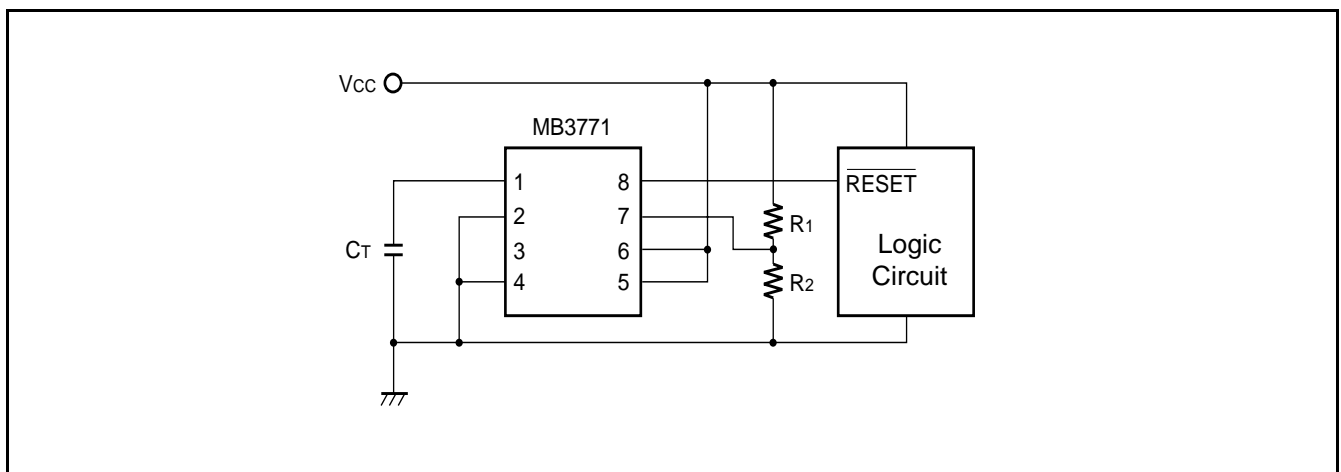 VCC
MB3771
1 8
2 7
3 6
4 5
CT
R1
R2
RESET
Logic
Circuit